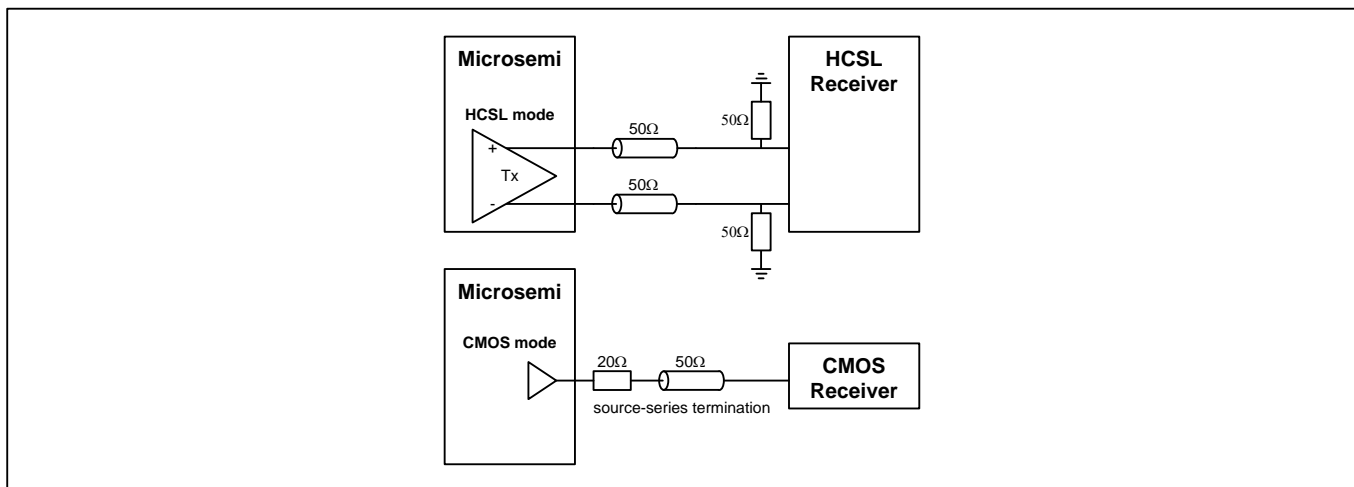 Microsemi
HCSL mode
+
Tx
-
50Ω
50Ω
50Ω
50Ω
HCSL
Receiver
Microsemi
CMOS mode
20Ω
50Ω
source-series termination
CMOS
Receiver